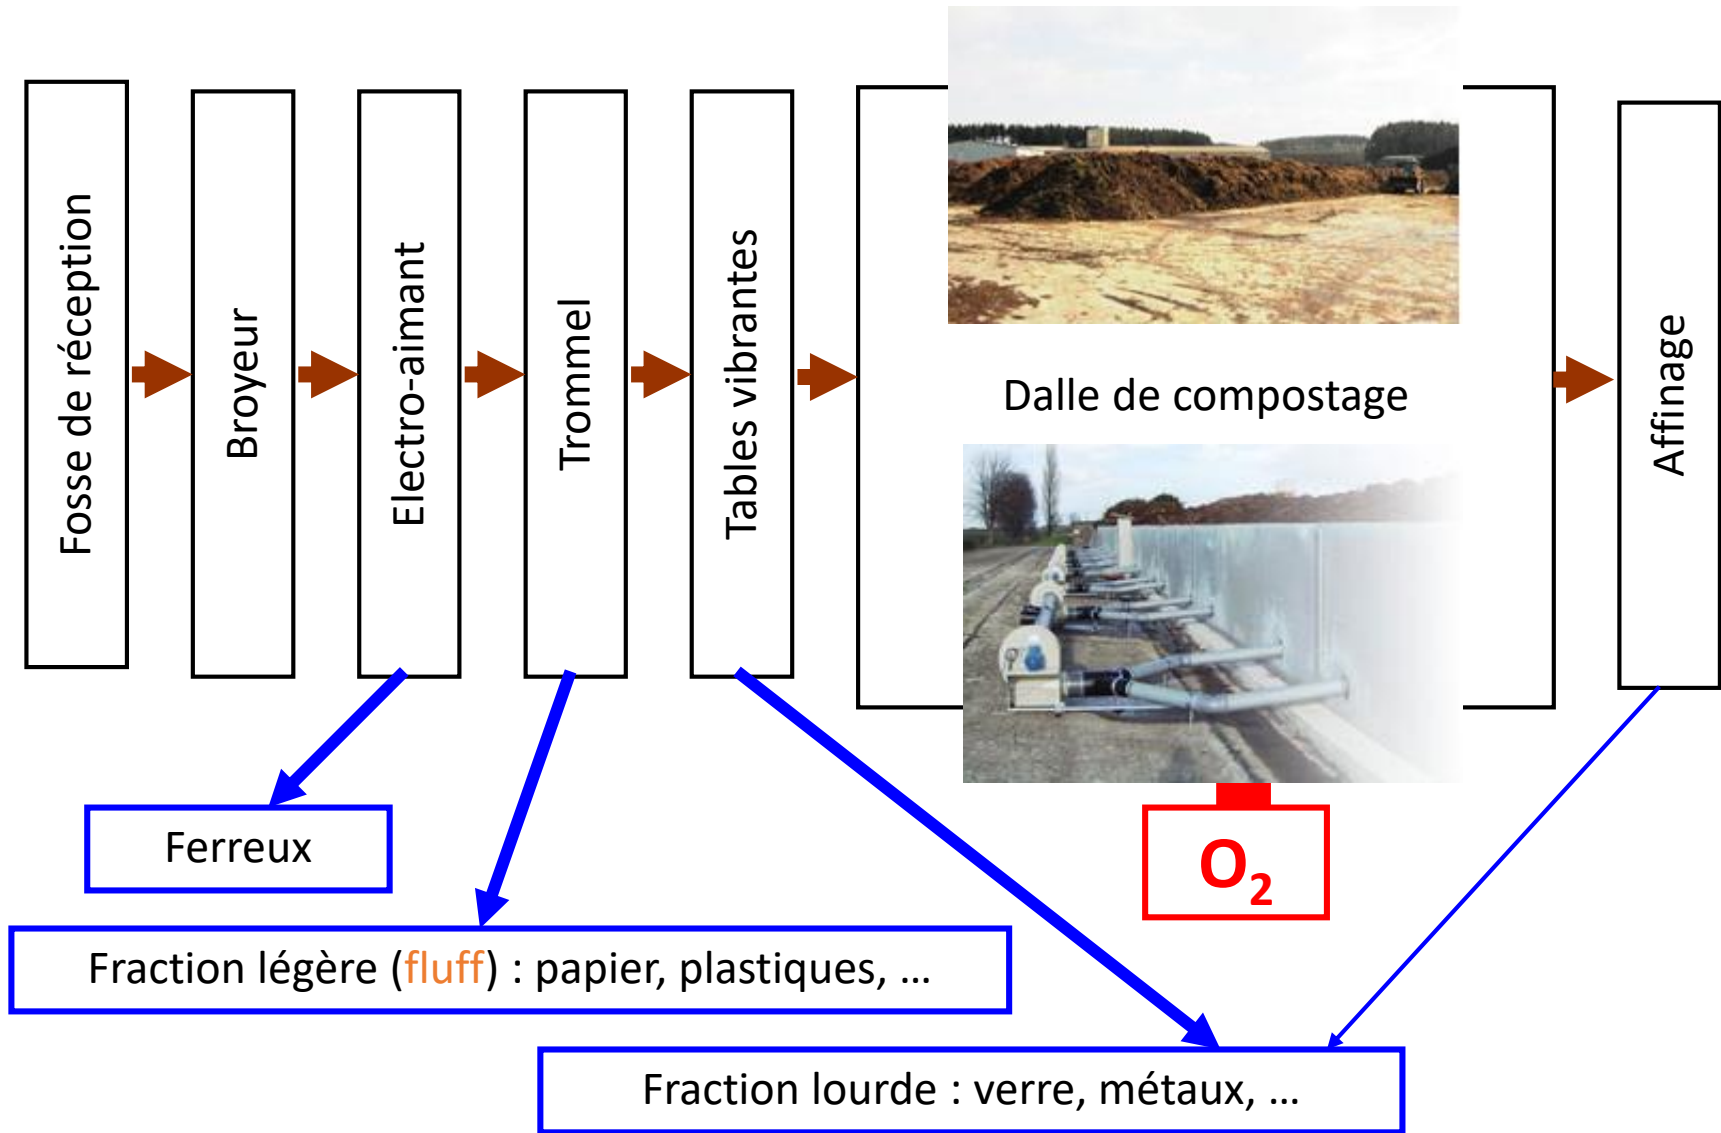 Fosse de réception
Broyeur
Electro-aimant
Trommel
Tables vibrantes
Dalle de compostage
Affinage
Ferreux
O₂
Fraction légère (fluff) : papier, plastiques, ...
Fraction lourde : verre, métaux, ...